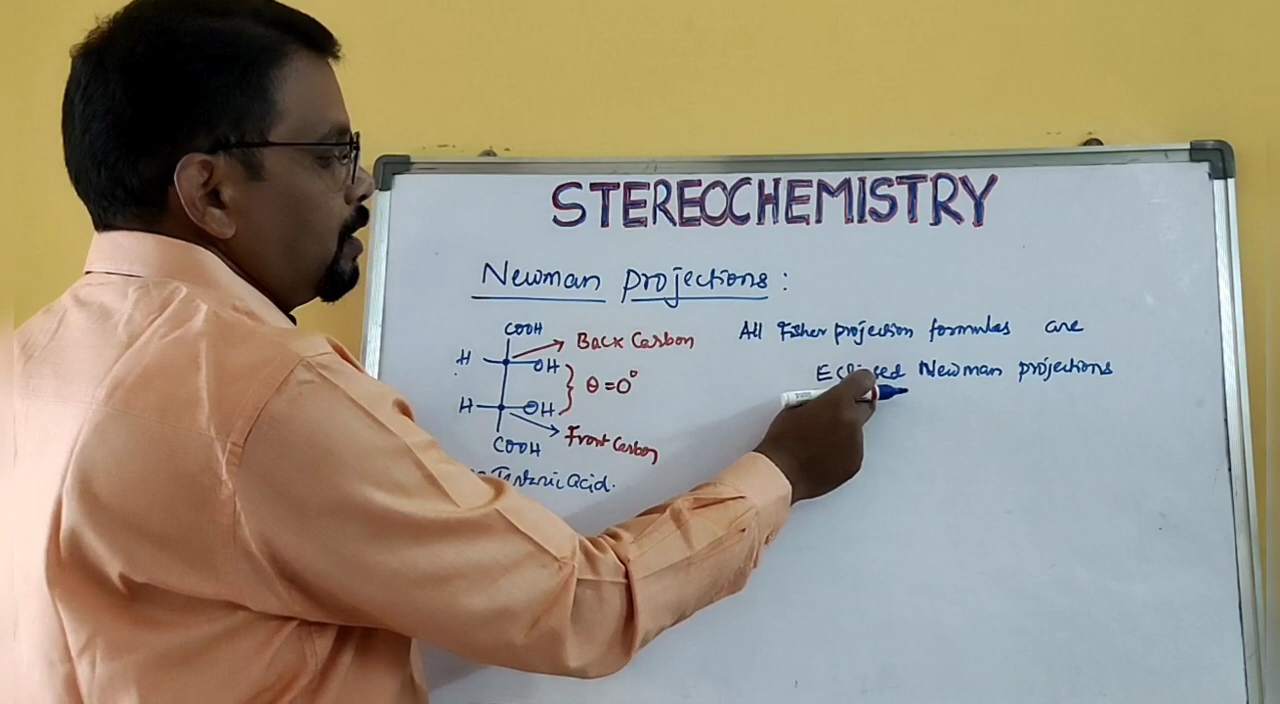 STEREOCHEMISTRY
Newman projections:
COOH
Back Carbon
H
OH
θ=0°
H
OH
Front Carbon
COOH
Tartaric acid.
All Fisher projection formulas are
Eclipsed Newman projections